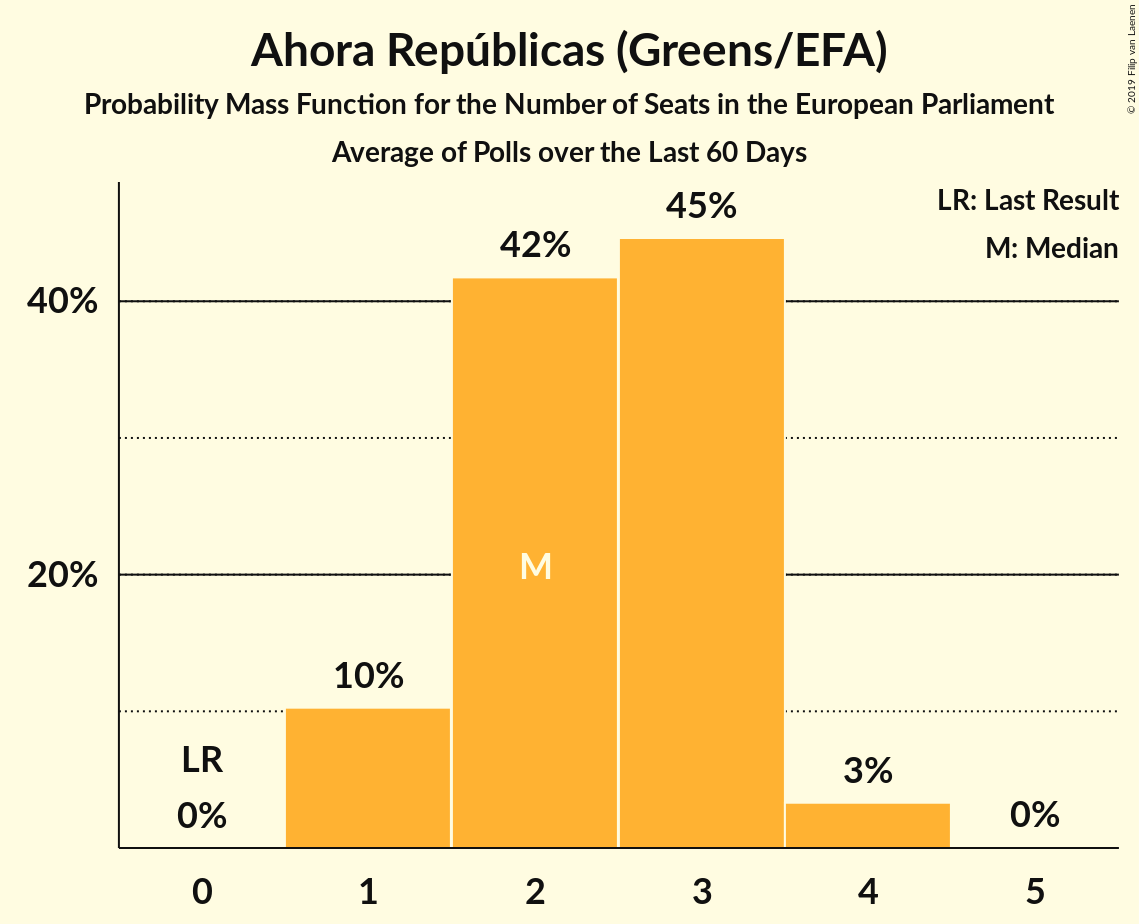 Ahora Repúblicas (Greens/EFA)
Probability Mass Function for the Number of Seats in the European Parliament
Average of Polls over the Last 60 Days
© 2019 Filip van Laenen
LR: Last Result
M: Median
45%
42%
40%
M
20%
10%
LR
3%
0%
0%
0 1 2 3 4 5